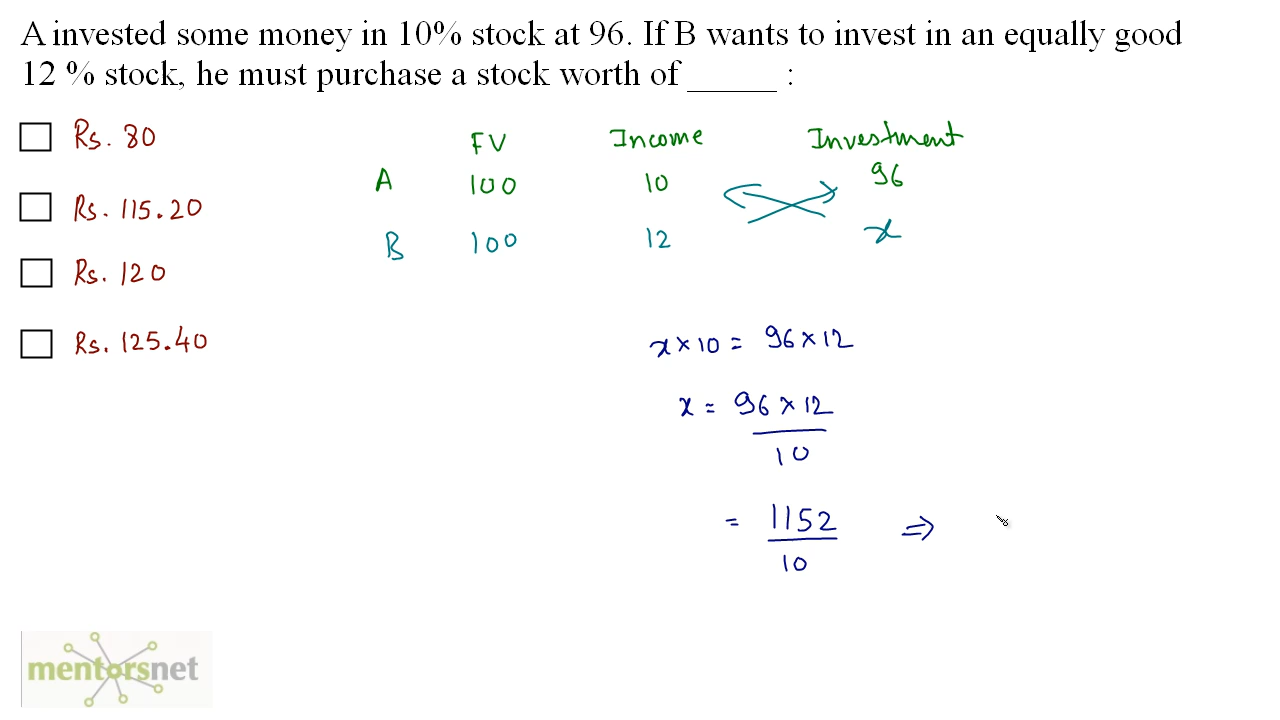 A invested some money in 10% stock at 96. If B wants to invest in an equally good
12 % stock, he must purchase a stock worth of _____ :
Rs. 80
Rs. 115.20
Rs. 120
Rs. 125.40
FV Income Investment
A 100 10 96
B 100 12 x
x × 10 = 96 × 12
x = 96 × 12
10
= 1152 ⇒
10
mentorsnet